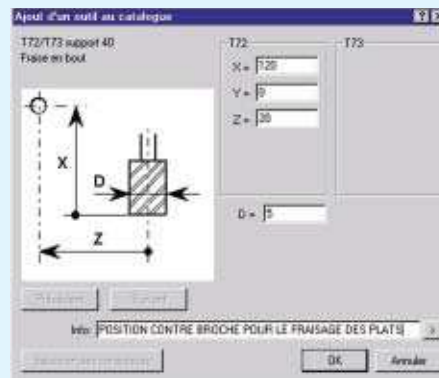 Ajout d'un outil au catalogue
T72/T73 support 40
Fraise en bout
T72
T73
X = 120
Y = 0
Z = 30
X
D
Z
D = 5
Suivant
Info: POSITION CONTRE BROCHE POUR LE FRAISAGE DES PLATS
OK
Annuler